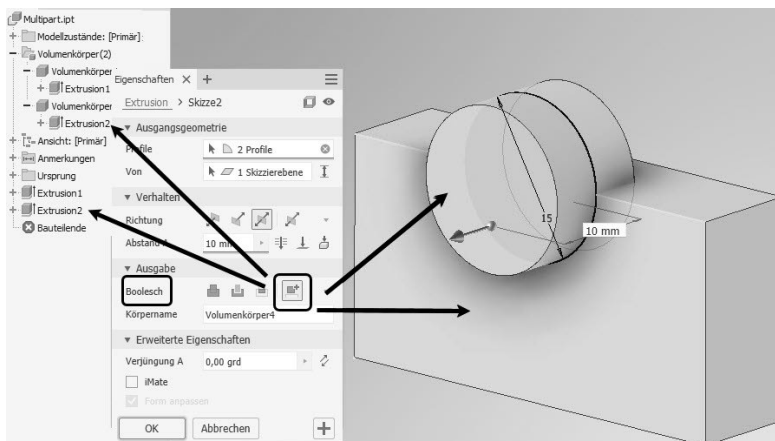 Multipart.ipt
Modellzustände: [Primär]
Volumenkörper(2)
Volumenkörper
Extrusion1
Volumenkörper
Extrusion2
Ansicht: [Primär]
Anmerkungen
Ursprung
Extrusion1
Extrusion2
Bauteilende
Eigenschaften × +
Extrusion > Skizze2
Ausgangsgeometrie
Profile 2 Profile
Von 1 Skizzierebene
Verhalten
Richtung
10 mm
Ausgabe
Boolesch
Körpername Volumenkörper4
Erweiterte Eigenschaften
Verjüngung A 0,00 grd
iMate
Form anpassen
OK Abbrechen +
15
10 mm